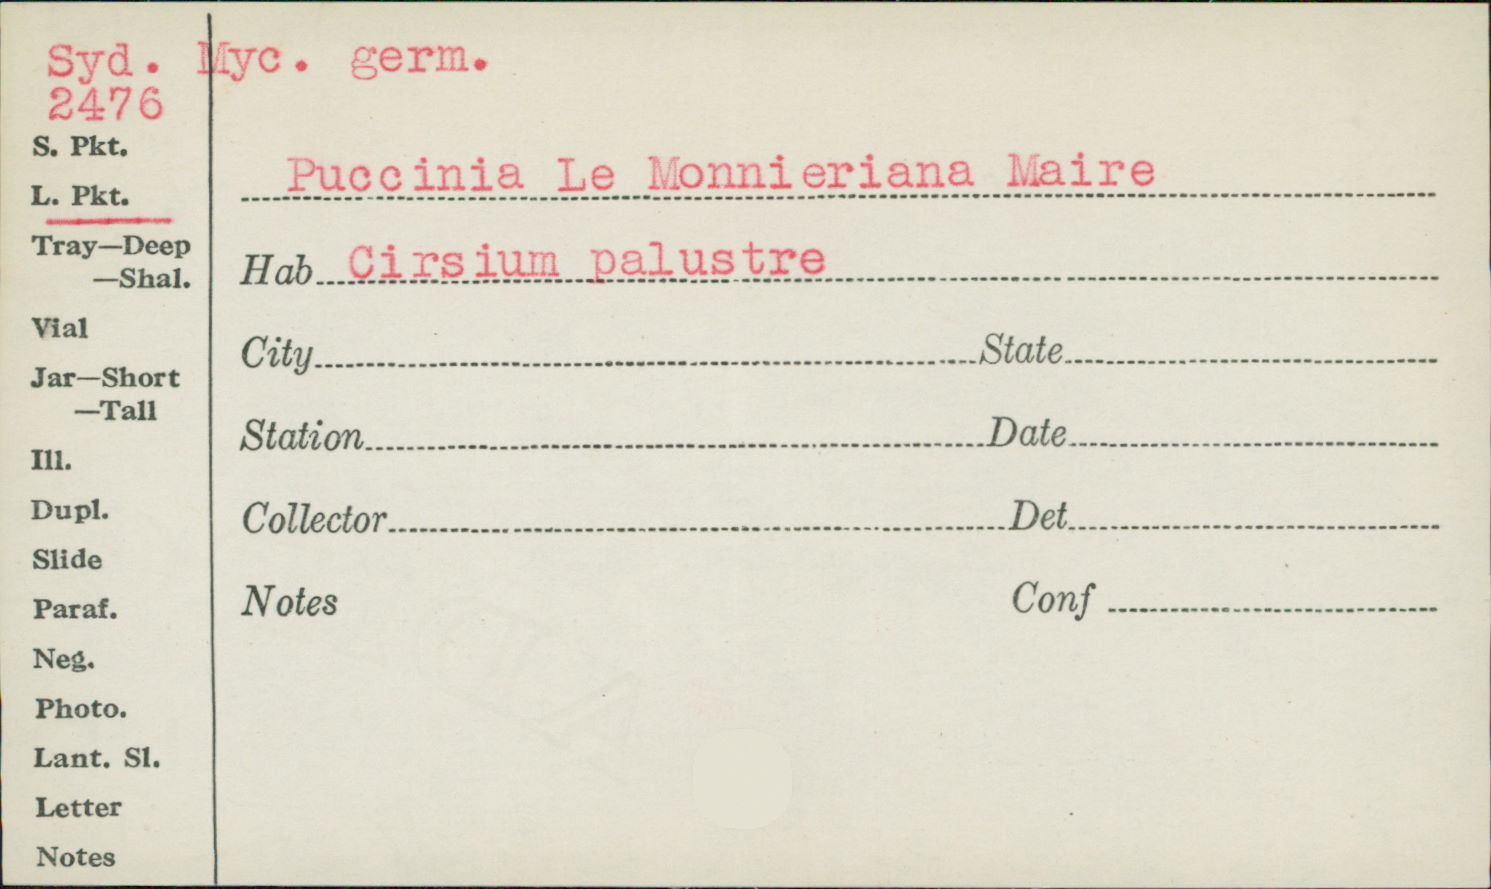 Syd. Myc. germ.
2476
S. Pkt.
L. Pkt.
Tray—Deep
—Shal.
Vial
Jar—Short
—Tall
Ill.
Dupl.
Slide
Paraf.
Neg.
Photo.
Lant. Sl.
Letter
Notes
Puccinia Le Monnieriana Maire
Hab Cirsium palustre
City State
Station Date
Collector Det
Notes Conf